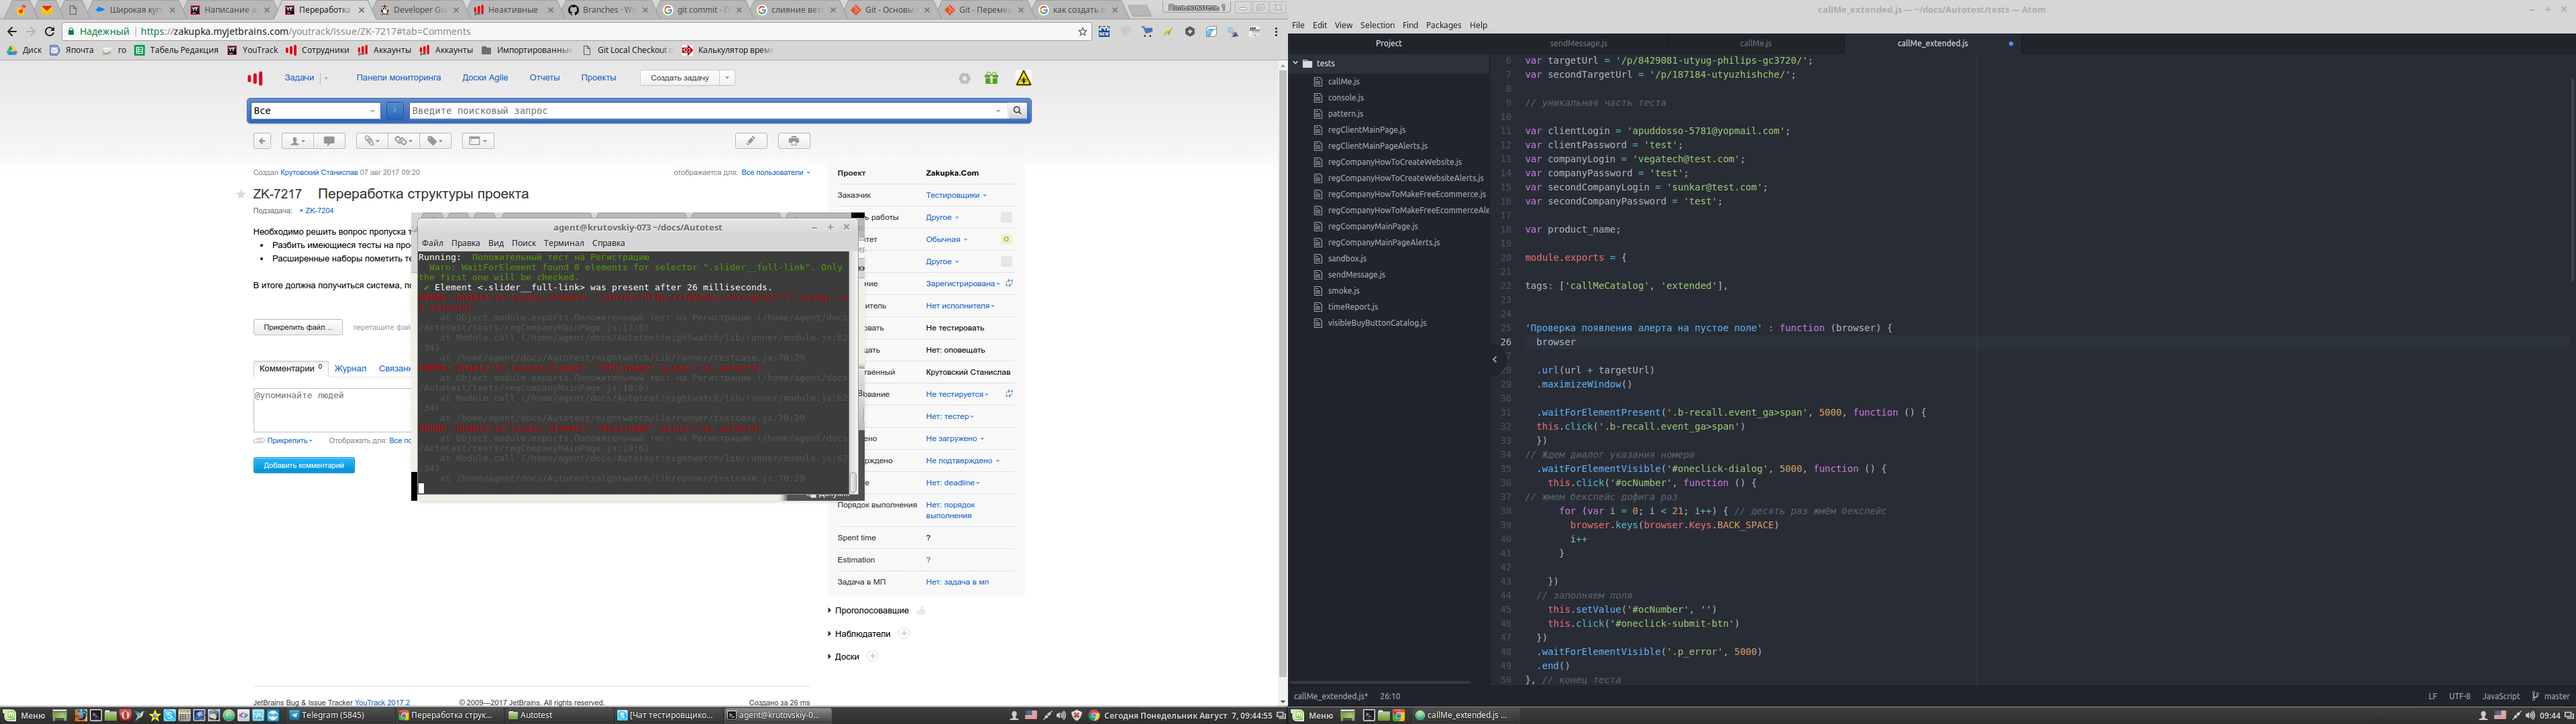 Широкая куп
Написание а
Переработка
Developer Gu
Неактивные
Branches · Wo
git commit - П
слияние вето
Git - Основы
Git - Перемещ
как создать в
Пользователь 1
Надежный https://zakupka.myjetbrains.com/youtrack/issue/ZK-7217#tab=Comments
Диск Япочта го Табель Редакция YouTrack Сотрудники Аккаунты Аккаунты Импортированны Git Local Checkout Калькулятор време
Задачи Панели мониторинга Доски Agile Отчеты Проекты Создать задачу
Все Введите поисковый запрос
Создал Крутовский Станислав 07 авг 2017 09:20 отображается для: Все пользователи
ZK-7217 Переработка структуры проекта
Подзадача: × ZK-7204
Необходимо решить вопрос пропуска т
Разбить имеющиеся тесты на про
Расширенные наборы пометить те
В итоге должна получиться система, по
Прикрепить файл... перетащите фай
Комментарии 0 Журнал Связанн
@упоминайте людей
Прикрепить Отображать для: Все по
Добавить комментарий
Проект Zakupka.Com
Заказчик Тестировщики
ь работы Другое
тет Обычная O
Другое
ние Зарегистрирована
итель Нет исполнителя
овать Не тестировать
щать Нет: оповещать
ственный Крутовский Станислав
ование Не тестируется
Нет: тестер
ено Не загружено
рждено Не подтверждено
е Нет: deadline
Порядок выполнения Нет: порядок
выполнения
Spent time ?
Estimation ?
Задача в МП Нет: задача в мп
Проголосовавшие
Наблюдатели
Доски
JetBrains Bug & Issue Tracker YouTrack 2017.2 © 2009—2017 JetBrains. All rights reserved. Создано за 26 ms
agent@krutovskiy-073 ~/docs/Autotest
Файл Правка Вид Поиск Терминал Справка
Running: Положительный тест на Регистрацию
Warn: WaitForElement found 8 elements for selector ".slider__full-link". Only
the first one will be checked.
✔ Element <.slider__full-link> was present after 26 milliseconds.
at Object.module.exports.Положительный тест на Регистрацию (/home/agent/docs
/Autotest/tests/regCompanyMainPage.js:17:6)
at Module.call (/home/agent/docs/Autotest/nightwatch/lib/runner/module.js:62
:34)
at /home/agent/docs/Autotest/nightwatch/lib/runner/testcase.js:70:29
at Object.module.exports.Положительный тест на Регистрацию (/home/agent/docs
/Autotest/tests/regCompanyMainPage.js:18:6)
at Module.call (/home/agent/docs/Autotest/nightwatch/lib/runner/module.js:62
:34)
at /home/agent/docs/Autotest/nightwatch/lib/runner/testcase.js:70:29
at Object.module.exports.Положительный тест на Регистрацию (/home/agent/docs
/Autotest/tests/regCompanyMainPage.js:19:6)
at Module.call (/home/agent/docs/Autotest/nightwatch/lib/runner/module.js:62
:34)
at /home/agent/docs/Autotest/nightwatch/lib/runner/testcase.js:70:29
Меню Telegram (5845) Переработка струк... Autotest [Чат тестировщико... agent@krutovskiy-0... Сегодня Понедельник Август 7, 09:44:55
callMe_extended.js — ~/docs/Autotest/tests — Atom
File Edit View Selection Find Packages Help
Project sendMessage.js callMe.js callMe_extended.js
tests
callMe.js
console.js
pattern.js
regClientMainPage.js
regClientMainPageAlerts.js
regCompanyHowToCreateWebsite.js
regCompanyHowToCreateWebsiteAlerts.js
regCompanyHowToMakeFreeEcommerce.js
regCompanyHowToMakeFreeEcommerceAle
regCompanyMainPage.js
regCompanyMainPageAlerts.js
sandbox.js
sendMessage.js
smoke.js
timeReport.js
visibleBuyButtonCatalog.js
6 var targetUrl = '/p/8429081-utyug-philips-gc3720/';
7 var secondTargetUrl = '/p/187184-utyuzhishche/';
8
9 // уникальная часть теста
10
11 var clientLogin = 'apuddosso-5781@yopmail.com';
12 var clientPassword = 'test';
13 var companyLogin = 'vegatech@test.com';
14 var companyPassword = 'test';
15 var secondCompanyLogin = 'sunkar@test.com';
16 var secondCompanyPassword = 'test';
17
18 var product_name;
19
20 module.exports = {
21
22 tags: ['callMeCatalog', 'extended'],
23
24
25 'Проверка появления алерта на пустое поле' : function (browser) {
26 browser
7
28 .url(url + targetUrl)
29 .maximizeWindow()
30
31 .waitForElementPresent('.b-recall.event_ga>span', 5000, function () {
32 this.click('.b-recall.event_ga>span')
33 })
34 // Ждем диалог указания номера
35 .waitForElementVisible('#oneclick-dialog', 5000, function () {
36 this.click('#ocNumber', function () {
37 // жмем бекспейс дофига раз
38 for (var i = 0; i < 21; i++) { // десять раз жмём бекспейс
39 browser.keys(browser.Keys.BACK_SPACE)
40 i++
41 }
42
43 })
44 // заполняем поля
45 this.setValue('#ocNumber', '')
46 this.click('#oneclick-submit-btn')
47 })
48 .waitForElementVisible('.p_error', 5000)
49 .end()
50 }, // конец теста
callMe_extended.js* 26:10 LF UTF-8 JavaScript master
Меню callMe_extended.js ... 09:44